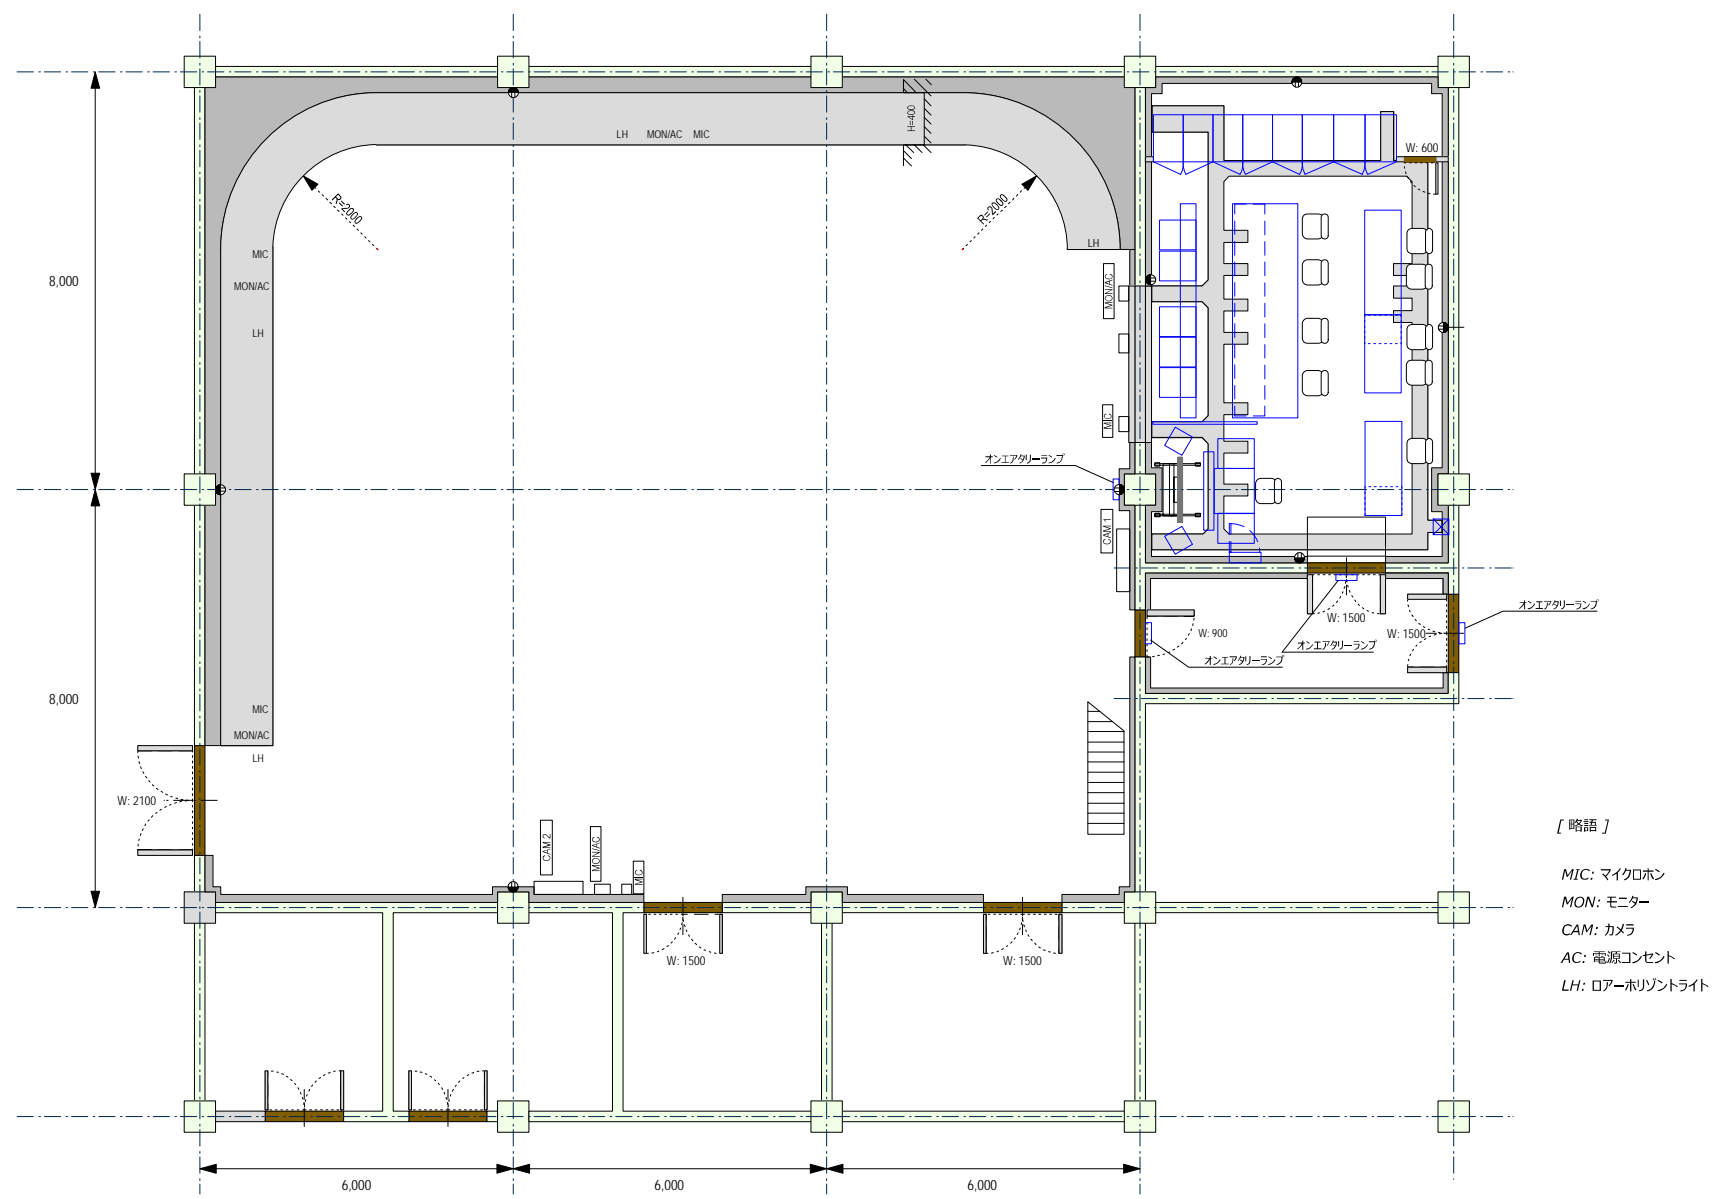 H=400
LH MON/AC MIC
W: 600
R=2000
R=2000
LH
MIC
8,000
MON/AC
MON/AC
LH
MIC
オンエアタリーランプ
CAM 1
オンエアタリーランプ
W: 1500
W: 900
W: 1500
オンエアタリーランプ
オンエアタリーランプ
8,000
MIC
MON/AC
LH
W: 2100
CAM 2
MON/AC
MIC
W: 1500
W: 1500
[ 略語 ]
MIC: マイクロホン
MON: モニター
CAM: カメラ
AC: 電源コンセント
LH: ロアーホリゾントライト
6,000
6,000
6,000